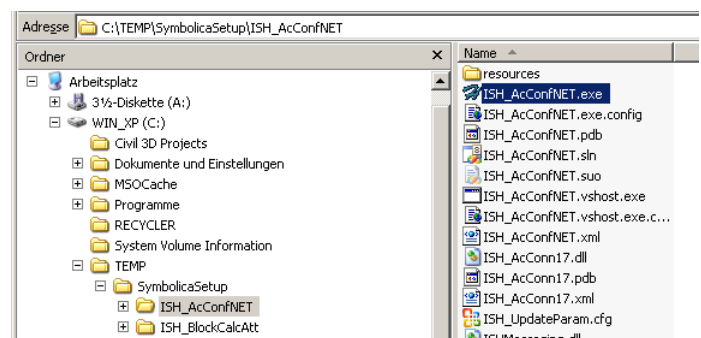 Adresse C:\TEMP\SymbolicaSetup\ISH_AcConfNET
Ordner
Arbeitsplatz
3½-Diskette (A:)
WIN_XP (C:)
Civil 3D Projects
Dokumente und Einstellungen
MSOCache
Programme
RECYCLER
System Volume Information
TEMP
SymbolicaSetup
ISH_AcConfNET
ISH_BlockCalcAtt
Name
resources
ISH_AcConfNET.exe
ISH_AcConfNET.exe.config
ISH_AcConfNET.pdb
ISH_AcConfNET.sln
ISH_AcConfNET.suo
ISH_AcConfNET.vshost.exe
ISH_AcConfNET.vshost.exe.c...
ISH_AcConfNET.xml
ISH_AcConn17.dll
ISH_AcConn17.pdb
ISH_AcConn17.xml
ISH_UpdateParam.cfg
ISHMessaging.dll